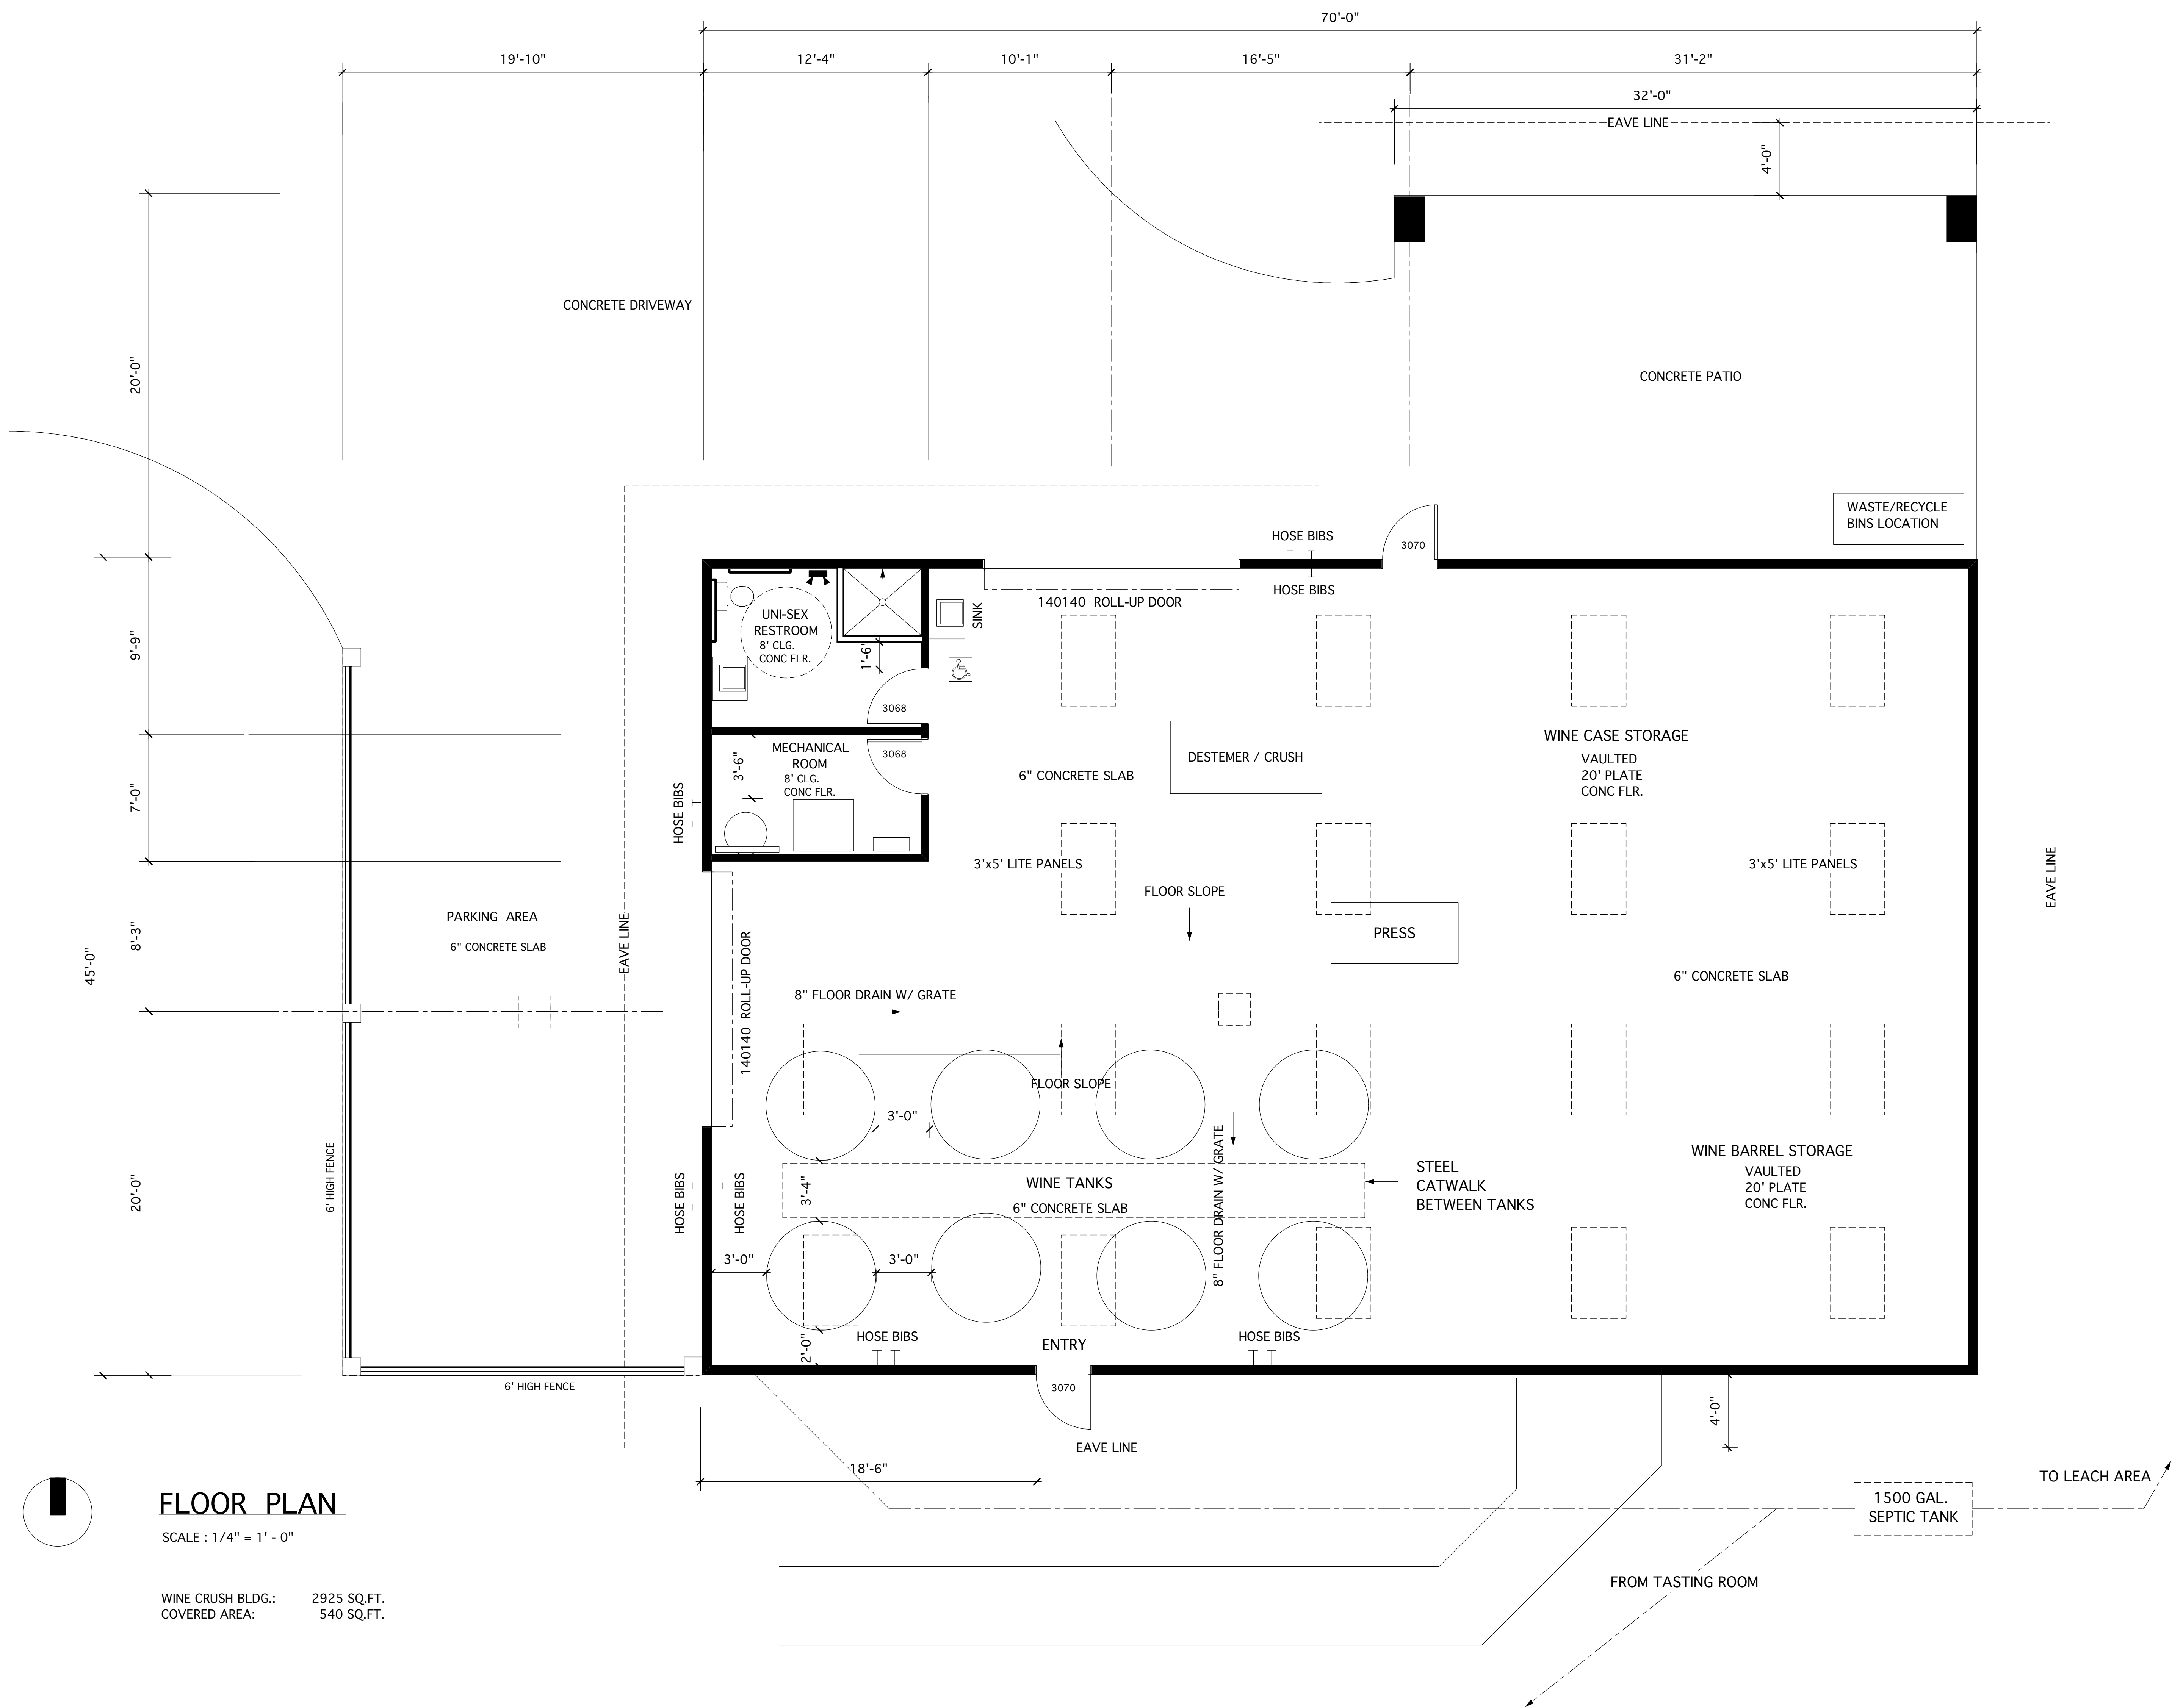 70'-0"
19'-10"
12'-4"
10'-1"
16'-5"
31'-2"
32'-0"
EAVE LINE
4'-0"
CONCRETE DRIVEWAY
20'-0"
CONCRETE PATIO
WASTE/RECYCLE
BINS LOCATION
HOSE BIBS
3070
HOSE BIBS
140140 ROLL-UP DOOR
SINK
UNI-SEX
RESTROOM
8' CLG.
CONC FLR.
1'-6"
9'-9"
3068
MECHANICAL
ROOM
8' CLG.
CONC FLR.
3068
3'-6"
7'-0"
HOSE BIBS
6" CONCRETE SLAB
DESTEMER / CRUSH
WINE CASE STORAGE
VAULTED
20' PLATE
CONC FLR.
3'x5' LITE PANELS
3'x5' LITE PANELS
EAVE LINE
FLOOR SLOPE
PARKING AREA
6" CONCRETE SLAB
EAVE LINE
8'-3"
45'-0"
PRESS
6" CONCRETE SLAB
140140 ROLL-UP DOOR
8" FLOOR DRAIN W/ GRATE
FLOOR SLOPE
3'-0"
6' HIGH FENCE
20'-0"
HOSE BIBS
HOSE BIBS
3'-4"
WINE TANKS
6" CONCRETE SLAB
8" FLOOR DRAIN W/ GRATE
STEEL
CATWALK
BETWEEN TANKS
WINE BARREL STORAGE
VAULTED
20' PLATE
CONC FLR.
3'-0"
3'-0"
2'-0"
HOSE BIBS
ENTRY
HOSE BIBS
6' HIGH FENCE
3070
4'-0"
EAVE LINE
18'-6"
TO LEACH AREA
1500 GAL.
SEPTIC TANK
FROM TASTING ROOM
FLOOR PLAN
SCALE : 1/4" = 1' - 0"
WINE CRUSH BLDG.: 2925 SQ.FT.
COVERED AREA: 540 SQ.FT.